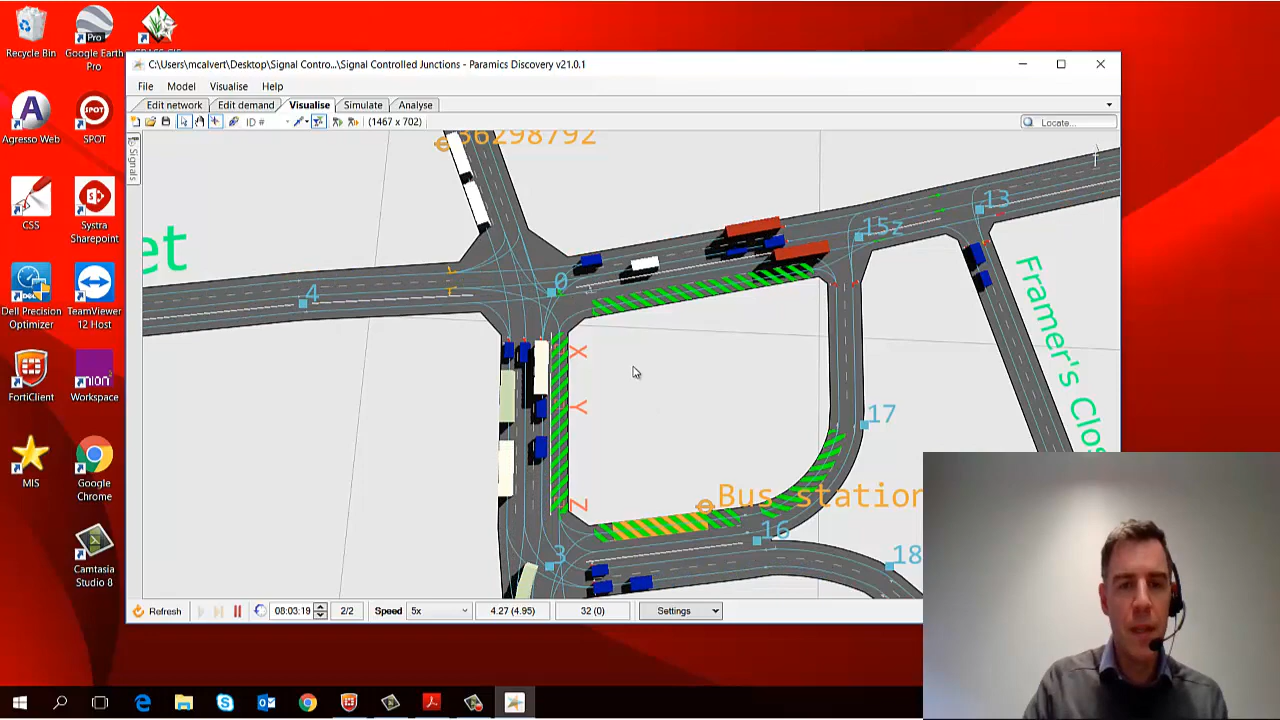 Recycle Bin
Google Earth
Pro
C:\Users\mcalvert\Desktop\Signal Contro...\Signal Controlled Junctions - Paramics Discovery v21.0.1
File Model Visualise Help
Edit network Edit demand Visualise Simulate Analyse
ID # (1467 x 702) Locate...
Signals
36298792
et
4
0
15z
13
X
Y
Z
17
Framer's Clos
Bus station
16
3
18
Agresso Web
SPOT
SPOT
CSS
Systra
Sharepoint
Dell Precision
Optimizer
TeamViewer
12 Host
FortiClient
Workspace
MIS
Google
Chrome
Camtasia
Studio 8
Refresh 08:03:19 2/2 Speed 5x 4.27 (4.95) 32 (0) Settings